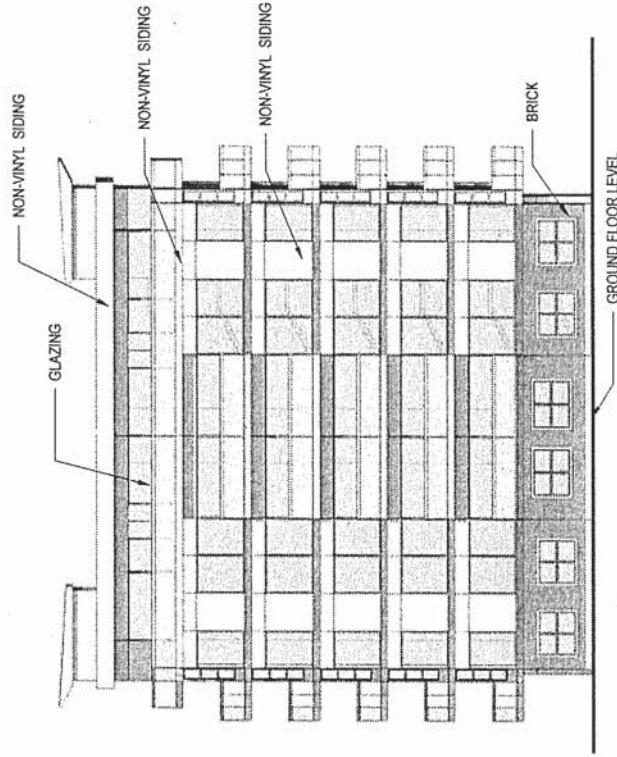 NON-VINYL SIDING
GLAZING
NON-VINYL SIDING
NON-VINYL SIDING
BRICK
GROUND FLOOR LEVEL